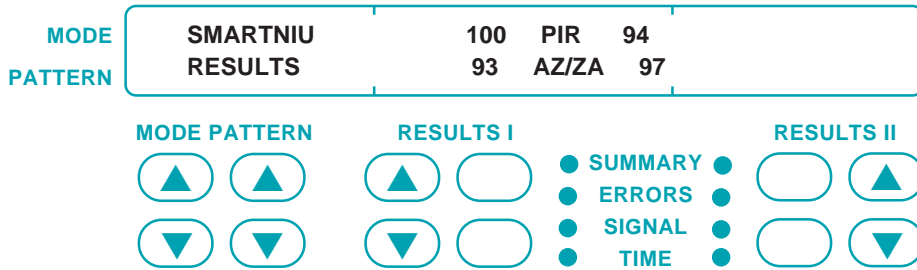 MODE SMARTNIU 100 PIR 94
PATTERN RESULTS 93 AZ/ZA 97
MODE PATTERN RESULTS I RESULTS II
SUMMARY
ERRORS
SIGNAL
TIME